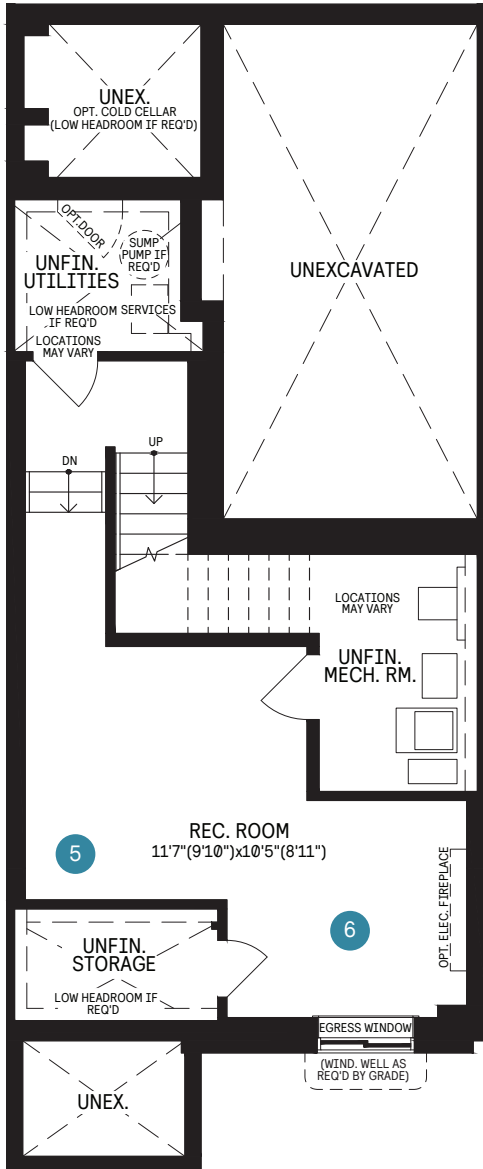 UNEX.
OPT. COLD CELLAR
(LOW HEADROOM IF REQ'D)
OPT.DOOR
SUMP
PUMP IF
REQ'D
UNFIN.
UTILITIES
LOW HEADROOM
IF REQ'D
SERVICES
LOCATIONS
MAY VARY
UNEXCAVATED
UP
DN
LOCATIONS
MAY VARY
UNFIN.
MECH. RM.
REC. ROOM
11'7"(9'10")x10'5"(8'11")
5
6
OPT. ELEC. FIREPLACE
UNFIN.
STORAGE
LOW HEADROOM IF
REQ'D
EGRESS WINDOW
(WIND. WELL AS
REQ'D BY GRADE)
UNEX.